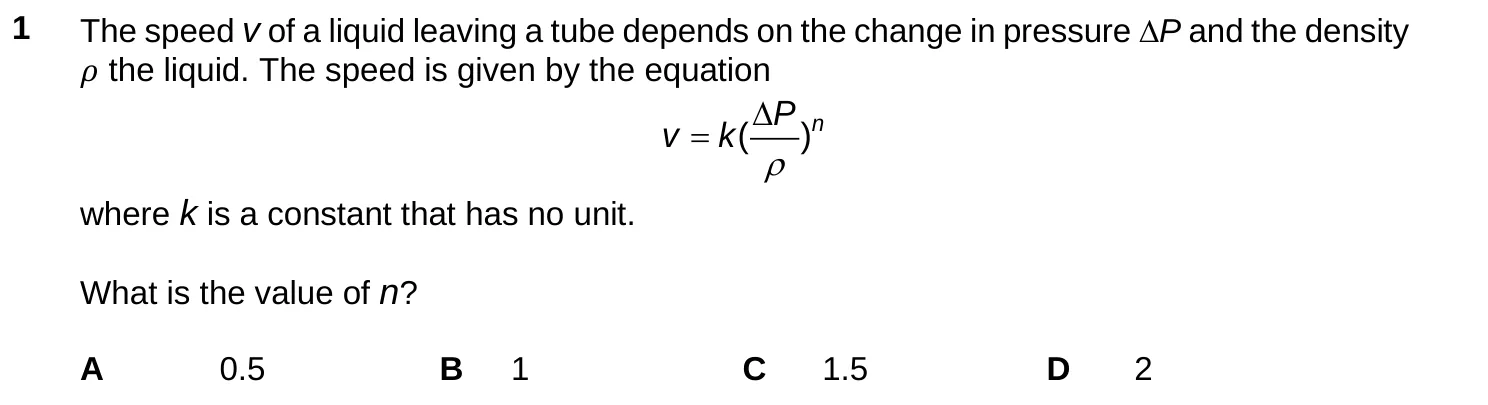 1 The speed v of a liquid leaving a tube depends on the change in pressure ΔP and the density
ρ the liquid. The speed is given by the equation
v = k(ΔP/ρ)ⁿ
where k is a constant that has no unit.
What is the value of n?
A 0.5 B 1 C 1.5 D 2